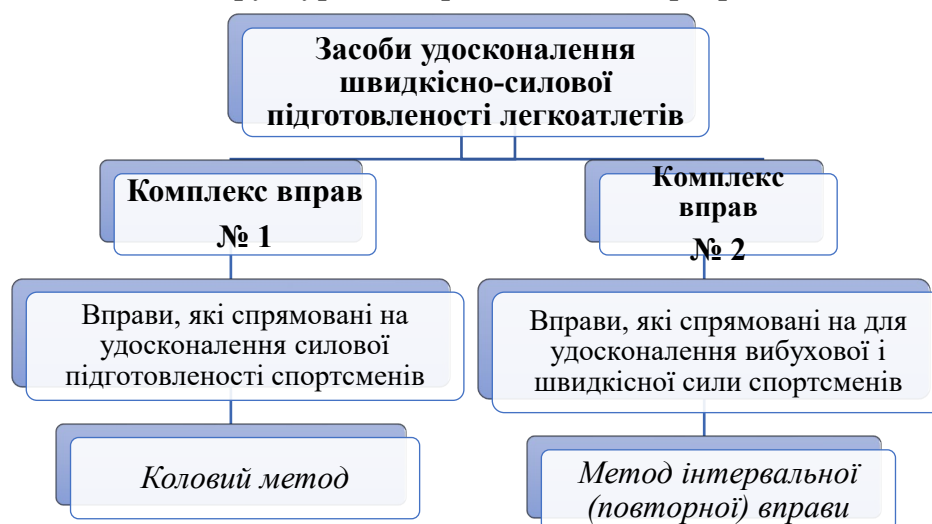 Засоби удосконалення
швидкісно-силової
підготовленості легкоатлетів
Комплекс вправ
№ 1
Комплекс
вправ
№ 2
Вправи, які спрямовані на
удосконалення силової
підготовленості спортсменів
Вправи, які спрямовані на для
удосконалення вибухової і
швидкісної сили спортсменів
Коловий метод
Метод інтервальної
(повторної) вправи